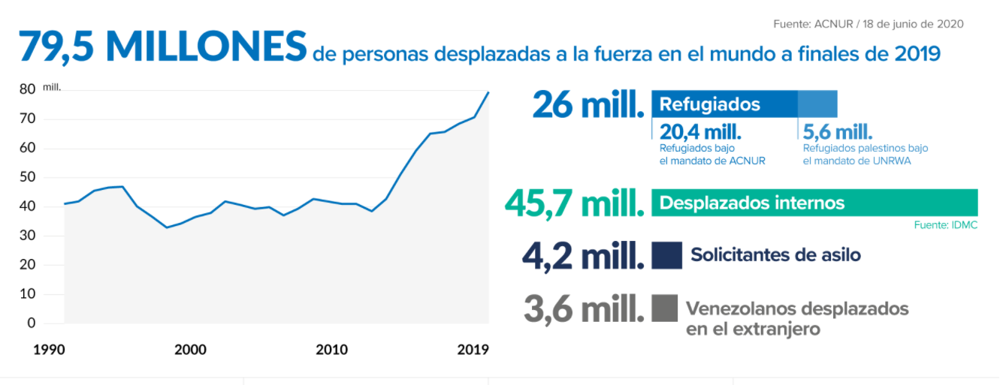 Fuente: ACNUR / 18 de junio de 2020
79,5 MILLONES de personas desplazadas a la fuerza en el mundo a finales de 2019
80 mill.
70
60
50
40
30
20
10
0
1990 2000 2010 2019
26 mill. Refugiados
20,4 mill. 5,6 mill.
Refugiados bajo Refugiados palestinos bajo
el mandato de ACNUR el mandato de UNRWA
45,7 mill. Desplazados internos
Fuente: IDMC
4,2 mill. Solicitantes de asilo
3,6 mill. Venezolanos desplazados
en el extranjero